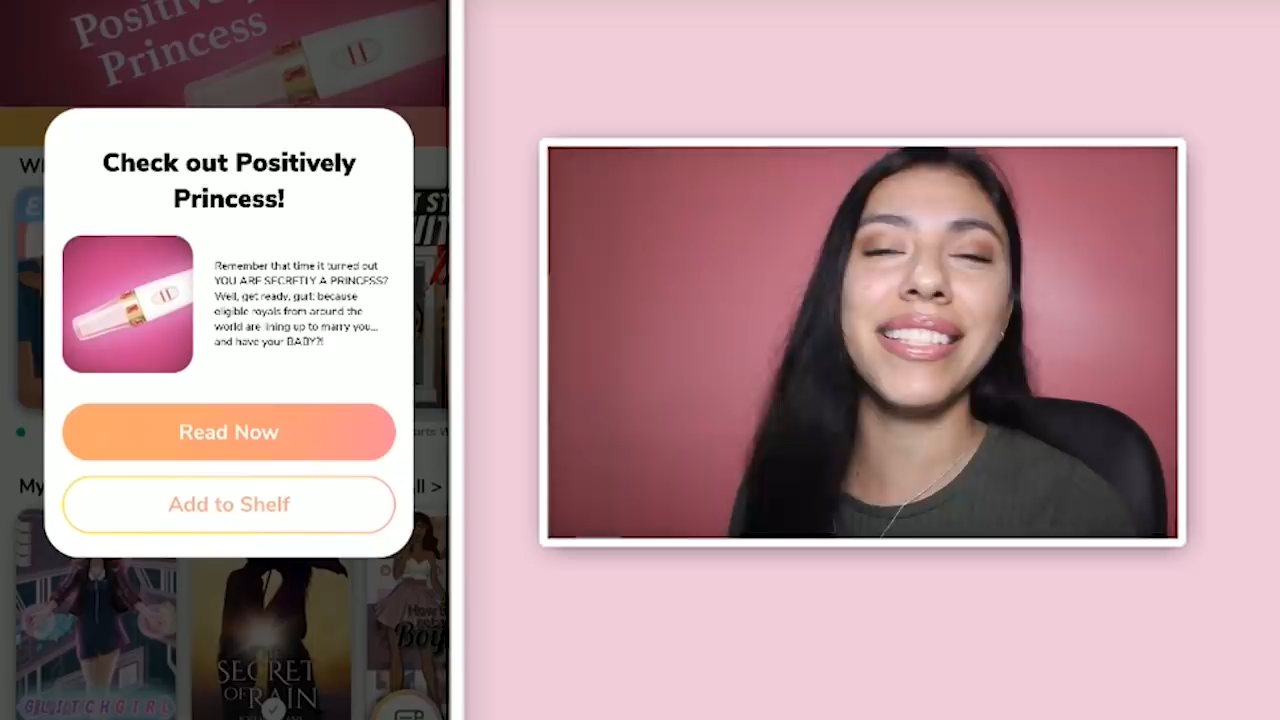 Positively
Princess
Check out Positively
Princess!
Remember that time it turned out
YOU ARE SECRETLY A PRINCESS?
Well, get ready, gurl: because
eligible royals from around the
world are lining up to marry you...
and have your BABY?!
Read Now
Add to Shelf
My
ll >
GLITCHGIRL
THE
SECRET
OF RAIN
How
Boy